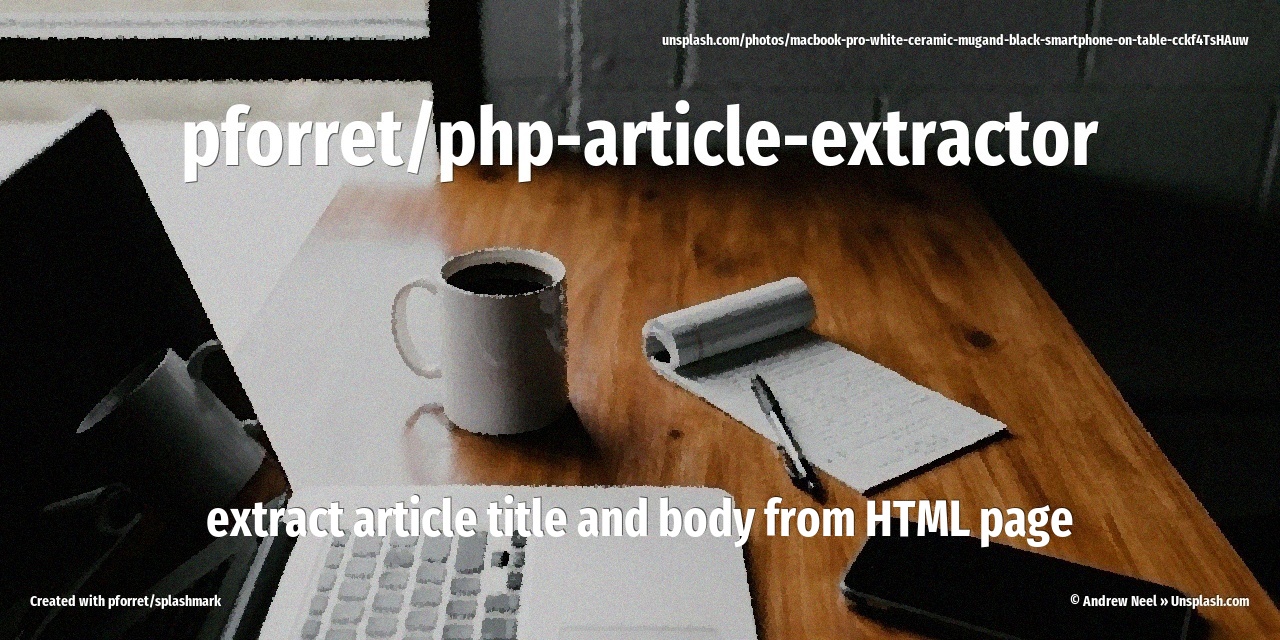 unsplash.com/photos/macbook-pro-white-ceramic-mugand-black-smartphone-on-table-cckf4TsHAuw
pforret/php-article-extractor
extract article title and body from HTML page
Created with pforret/splashmark
© Andrew Neel » Unsplash.com